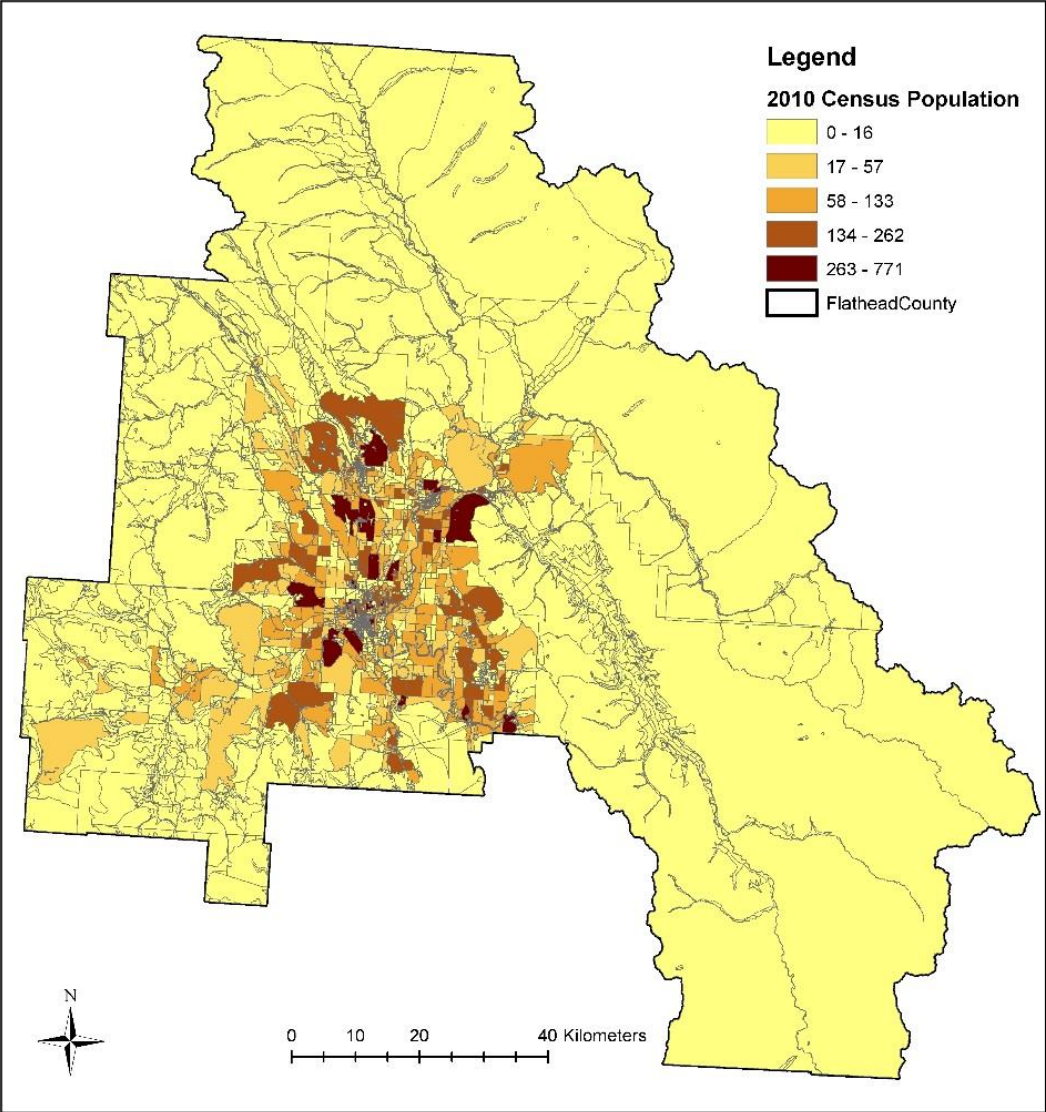 Legend
2010 Census Population
0 - 16
17 - 57
58 - 133
134 - 262
263 - 771
FlatheadCounty
N
0 10 20 40 Kilometers